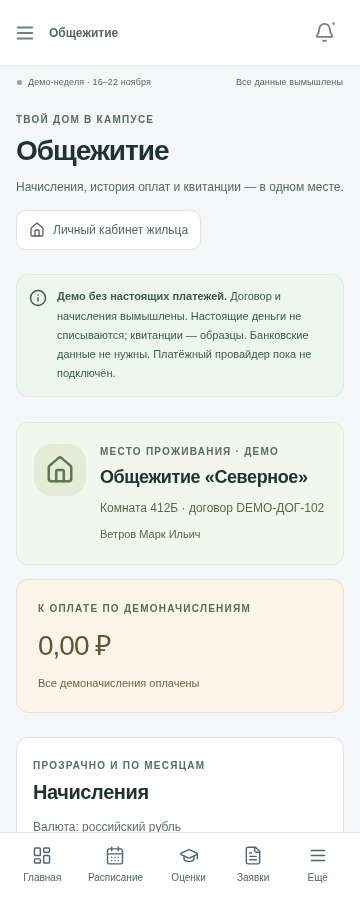 Общежитие
Демо-неделя · 16–22 ноября
Все данные вымышлены
ТВОЙ ДОМ В КАМПУСЕ
Общежитие
Начисления, история оплат и квитанции — в одном месте.
Личный кабинет жильца
Демо без настоящих платежей. Договор и
начисления вымышлены. Настоящие деньги не
списываются; квитанции — образцы. Банковские
данные не нужны. Платёжный провайдер пока не
подключён.
МЕСТО ПРОЖИВАНИЯ · ДЕМО
Общежитие «Северное»
Комната 412Б · договор DEMO-ДОГ-102
Ветров Марк Ильич
К ОПЛАТЕ ПО ДЕМОНАЧИСЛЕНИЯМ
0,00 ₽
Все демоначисления оплачены
ПРОЗРАЧНО И ПО МЕСЯЦАМ
Начисления
Валюта: российский рубль
Главная
Расписание
Оценки
Заявки
Ещё